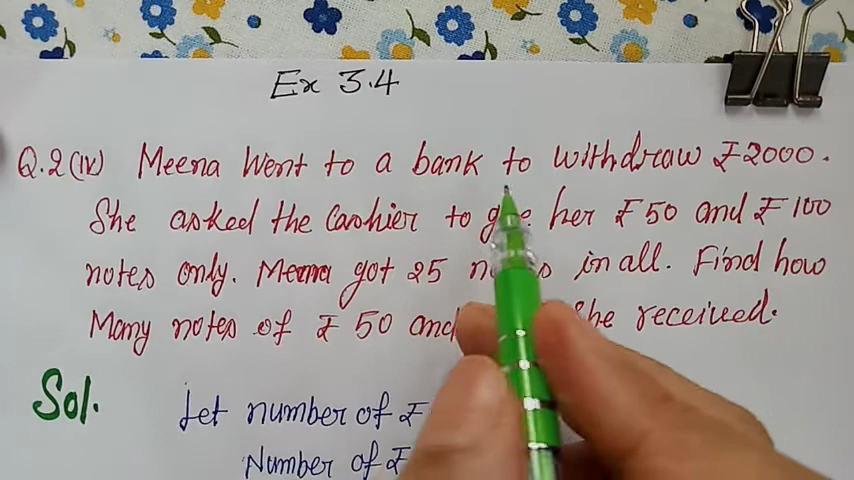 Ex 3.4
Q.2(iv) Meena went to a bank to withdraw ₹2000.
She asked the cashier to her ₹50 and ₹100
notes only. Meena got 25 in all. Find how
Many notes of ₹50 and she received.
Sol. Let number of ₹
Number of ₹